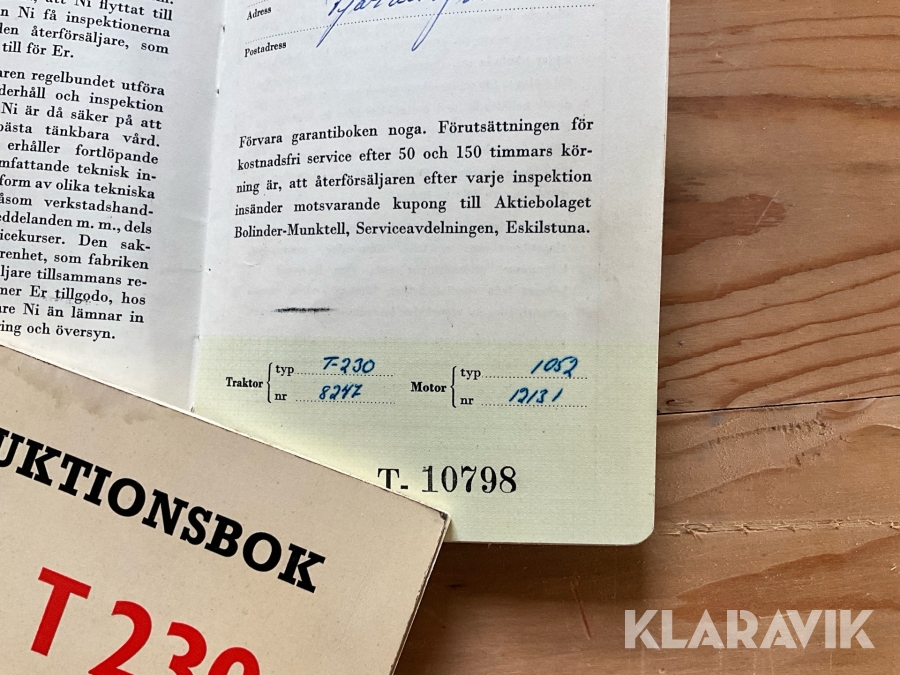 att Ni flyttat till
Ni få inspektionerna
den återförsäljare, som
till för Er.
aren regelbundet utföra
derhåll och inspektion
Ni är då säker på att
bästa tänkbara vård.
erhåller fortlöpande
mfattande teknisk in-
form av olika tekniska
åsom verkstadshand-
eddelanden m. m., dels
icekurser. Den sak-
renhet, som fabriken
ljare tillsammans re-
ner Er tillgodo, hos
are Ni än lämnar in
ing och översyn.
Adress
Postadress
Förvara garantiboken noga. Förutsättningen för
kostnadsfri service efter 50 och 150 timmars kör-
ning är, att återförsäljaren efter varje inspektion
insänder motsvarande kupong till Aktiebolaget
Bolinder-Munktell, Serviceavdelningen, Eskilstuna.
Traktor typ T-230 Motor typ 1052
nr 8247 nr 12131
T- 10798
UKTIONSBOK
T 230
KLARAVIK